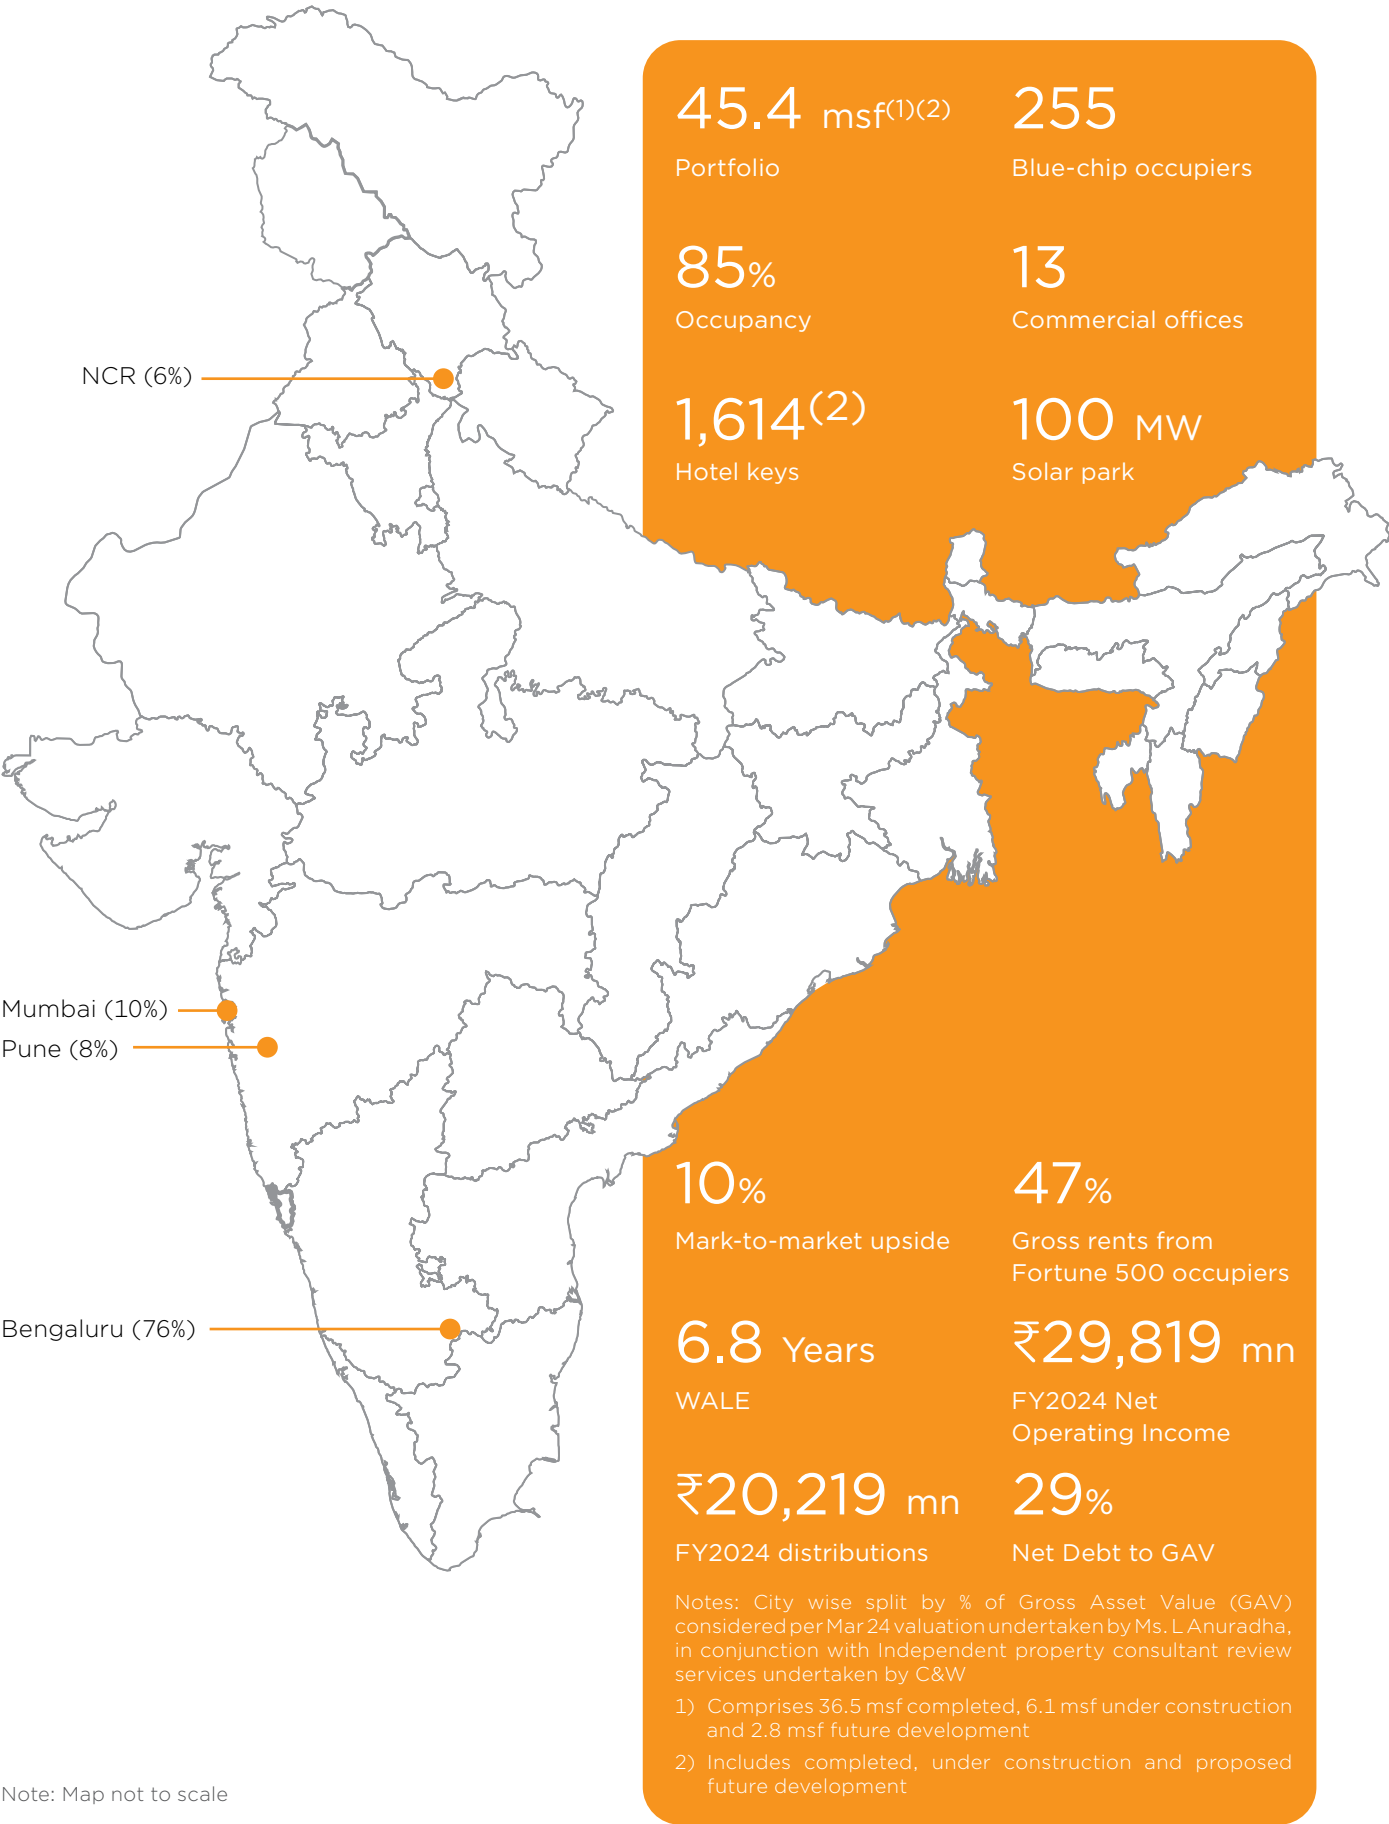 45.4 msf(1)(2)
Portfolio
255
Blue-chip occupiers
85%
Occupancy
13
Commercial offices
1,614(2)
Hotel keys
100 MW
Solar park
NCR (6%)
Mumbai (10%)
Pune (8%)
Bengaluru (76%)
10%
Mark-to-market upside
47%
Gross rents from
Fortune 500 occupiers
6.8 Years
WALE
₹29,819 mn
FY2024 Net
Operating Income
₹20,219 mn
FY2024 distributions
29%
Net Debt to GAV
Notes: City wise split by % of Gross Asset Value (GAV)
considered per Mar 24 valuation undertaken by Ms. L Anuradha,
in conjunction with Independent property consultant review
services undertaken by C&W
1) Comprises 36.5 msf completed, 6.1 msf under construction
and 2.8 msf future development
2) Includes completed, under construction and proposed
future development
Note: Map not to scale